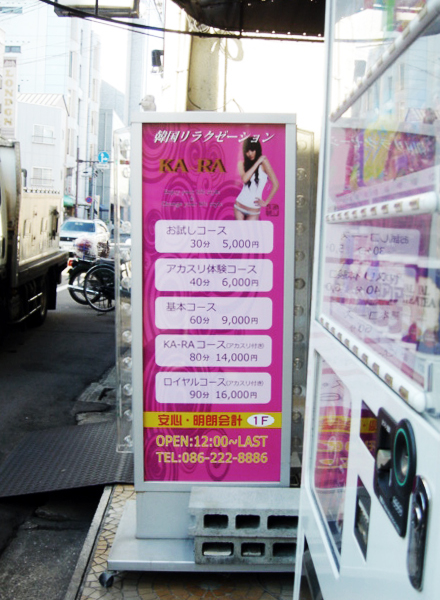 韓国リラクゼーション
KA-RA
お試しコース
30分 5,000円
アカスリ体験コース
40分 6,000円
基本コース
60分 9,000円
KA-RAコース(アカスリ付き)
80分 14,000円
ロイヤルコース(アカスリ付き)
90分 16,000円
安心・明朗会計 1F
OPEN:12:00~LAST
TEL:086-222-8886
LONDON